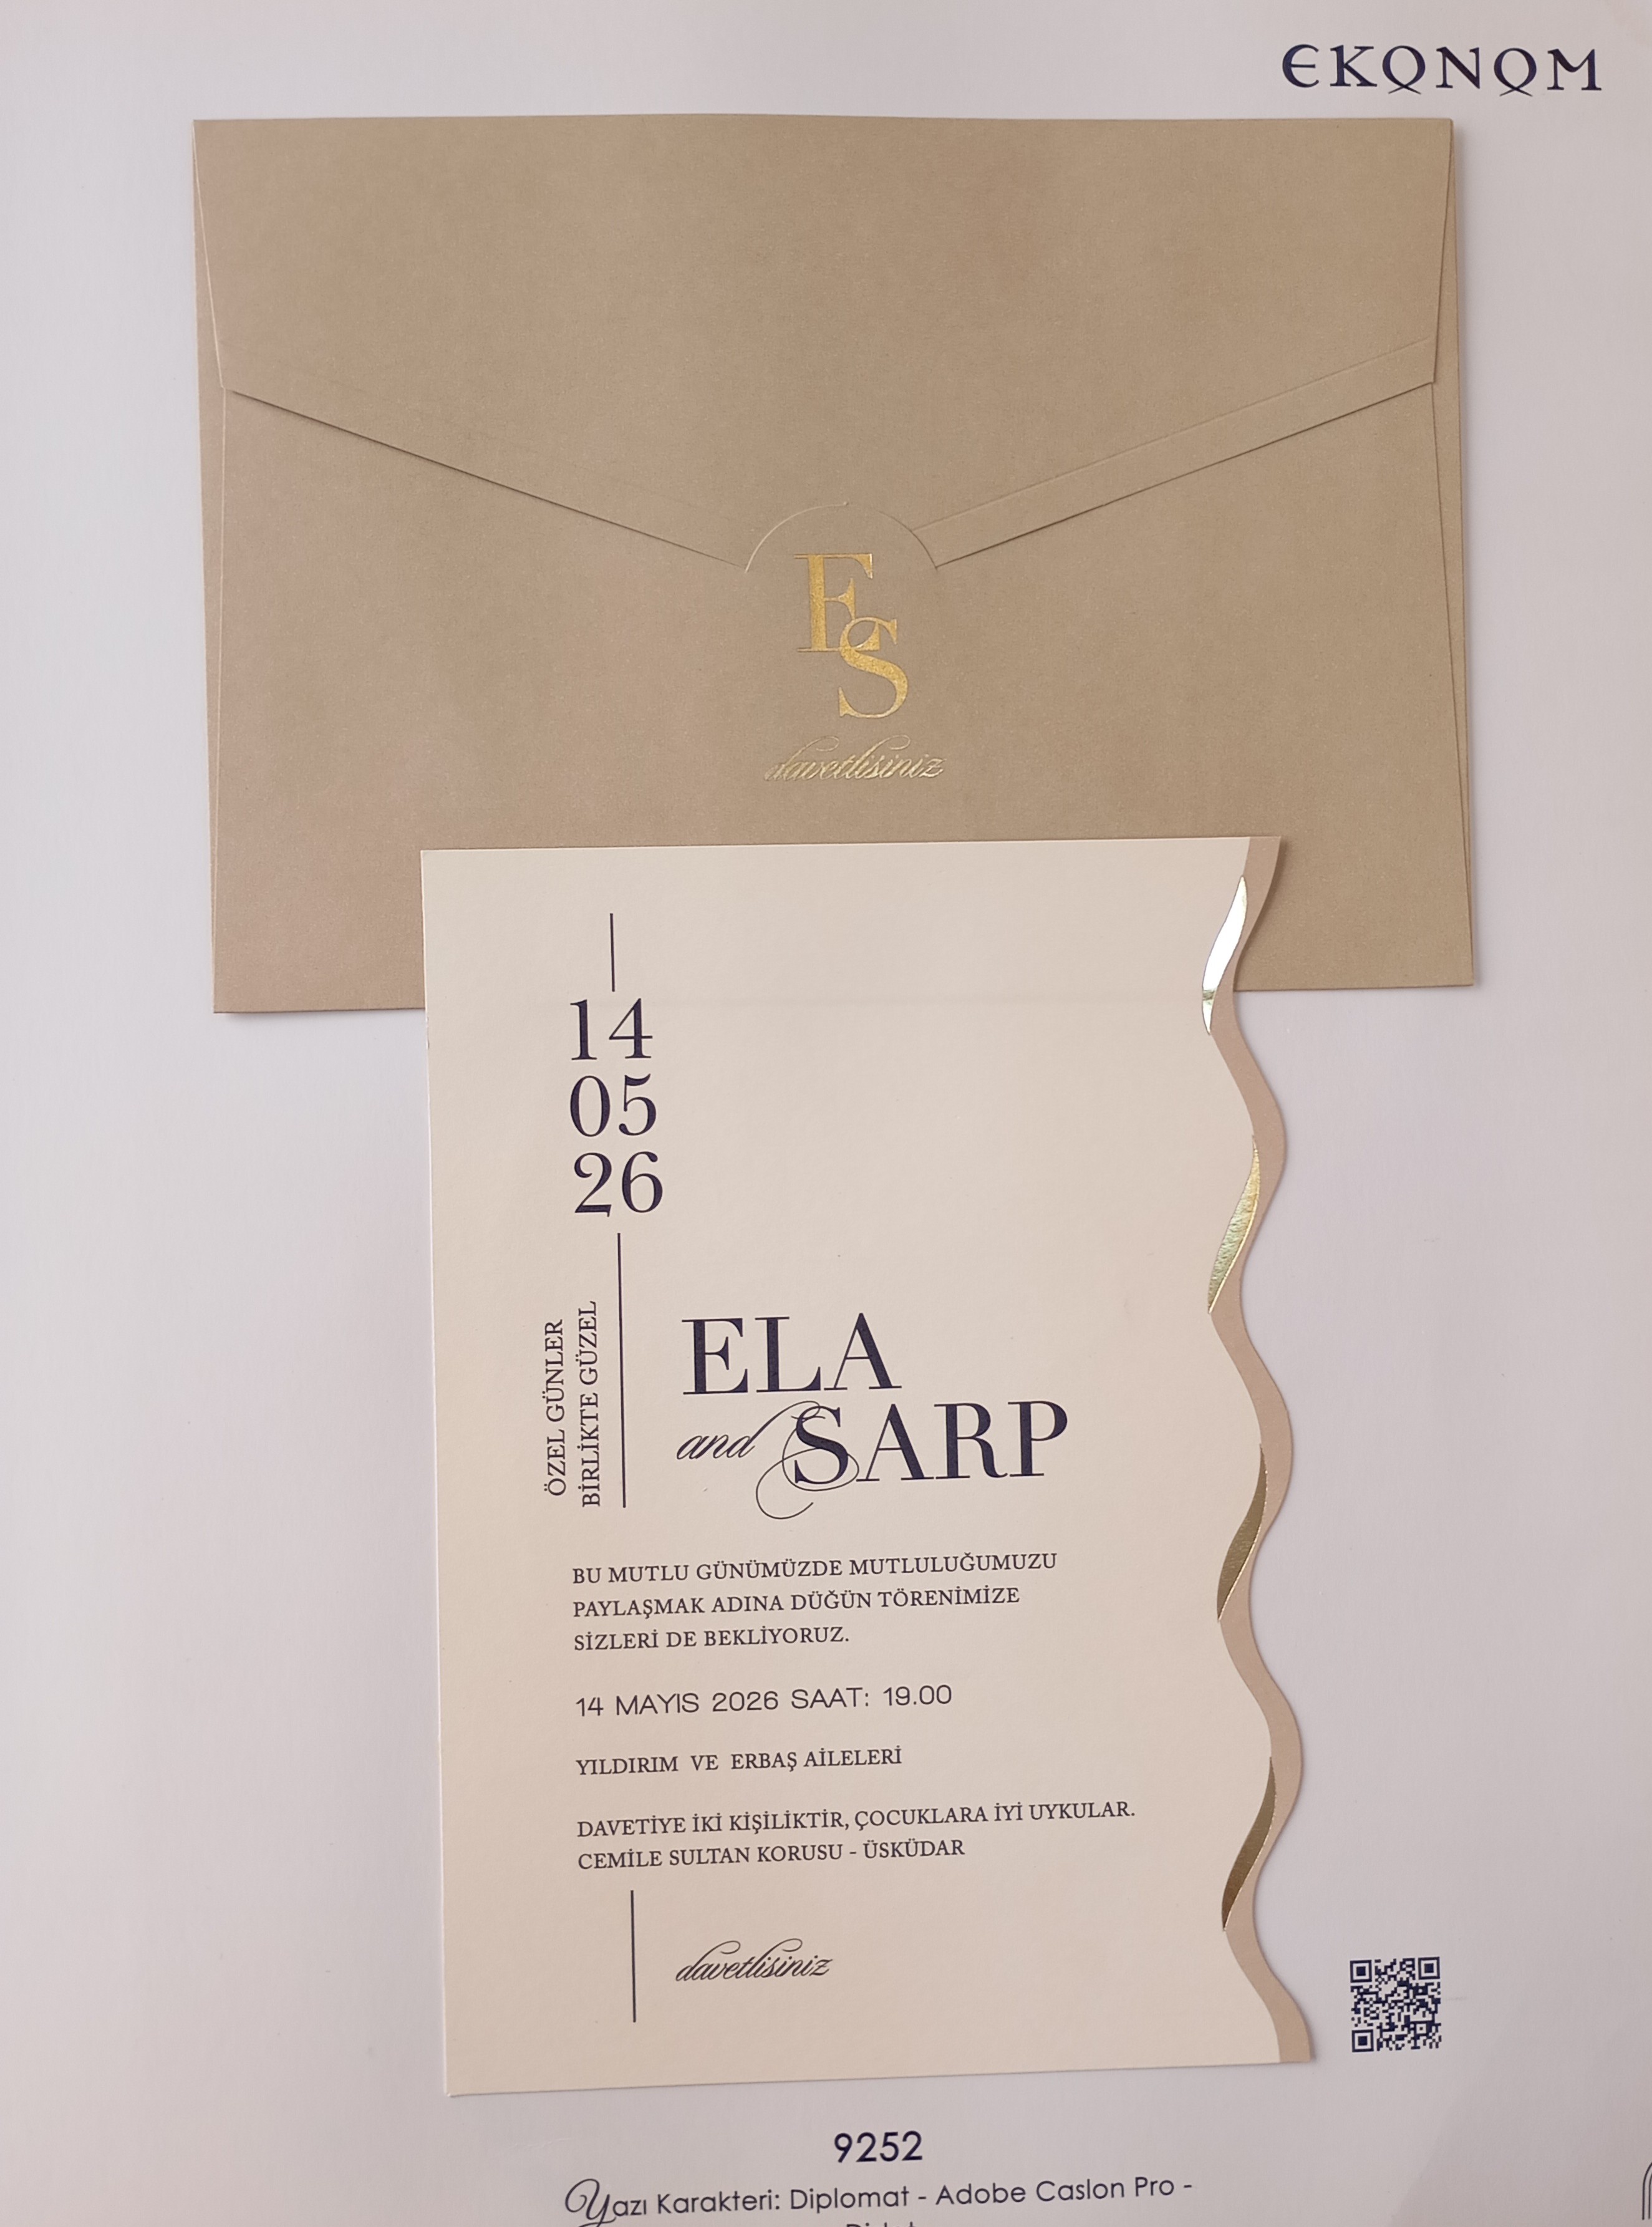 EKONOM
ES
davetlisiniz
14
05
26
ÖZEL GÜNLER
BİRLİKTE GÜZEL
ELA
and SARP
BU MUTLU GÜNÜMÜZDE MUTLULUĞUMUZU
PAYLAŞMAK ADINA DÜĞÜN TÖRENİMİZE
SİZLERİ DE BEKLİYORUZ.
14 MAYIS 2026 SAAT: 19.00
YILDIRIM VE ERBAŞ AİLELERİ
DAVETİYE İKİ KİŞİLİKTİR, ÇOCUKLARA İYİ UYKULAR.
CEMİLE SULTAN KORUSU - ÜSKÜDAR
davetlisiniz
9252
Yazı Karakteri: Diplomat - Adobe Caslon Pro -